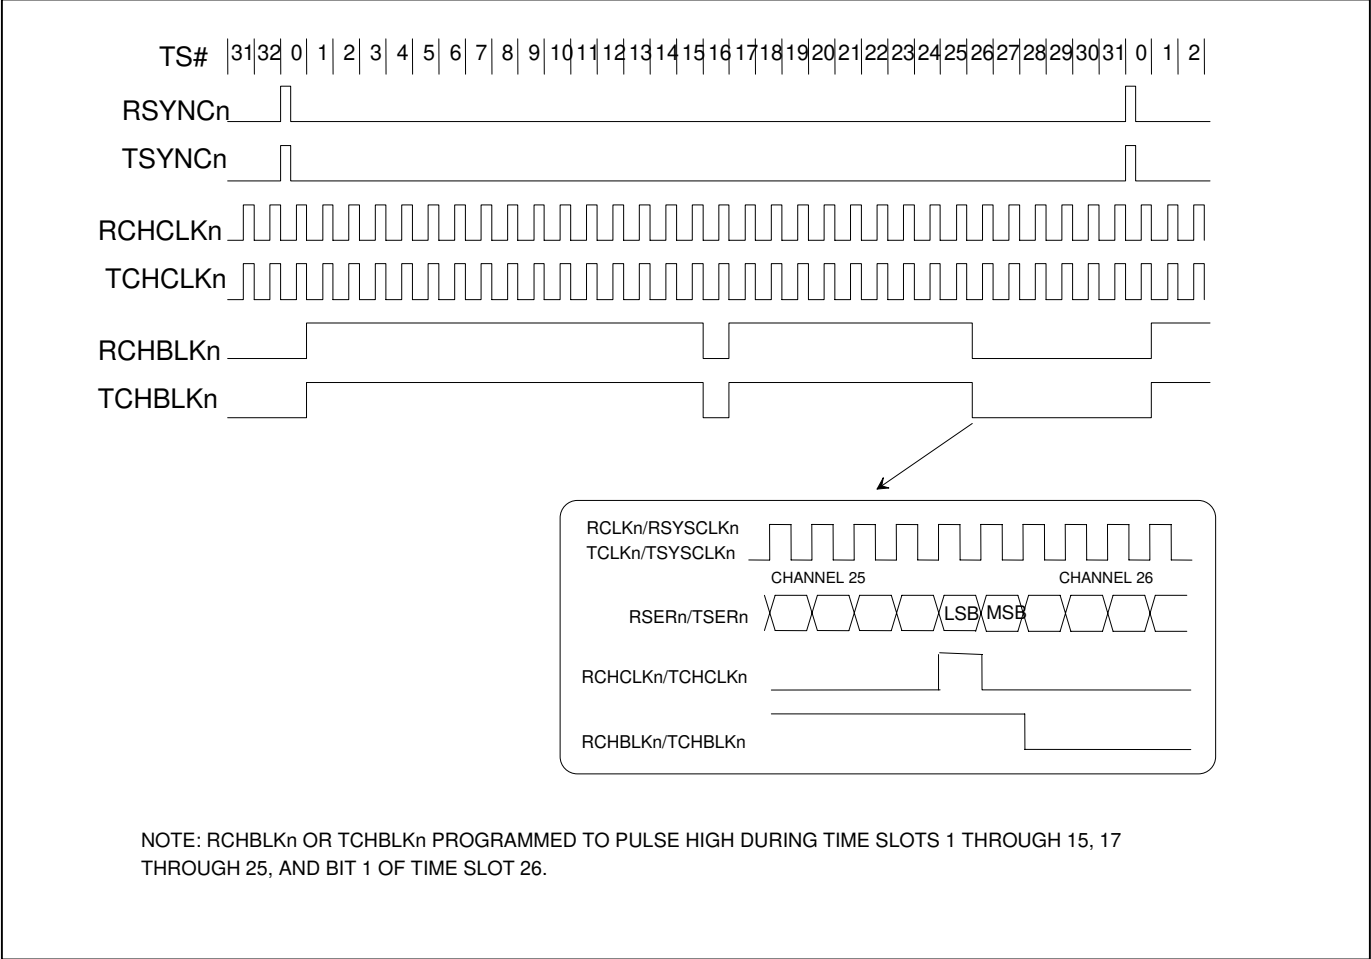 TS# 31 32 0 1 2 3 4 5 6 7 8 9 10 11 12 13 14 15 16 17 18 19 20 21 22 23 24 25 26 27 28 29 30 31 0 1 2
RSYNCn
TSYNCn
RCHCLKn
TCHCLKn
RCHBLKn
TCHBLKn
RCLKn/RSYSCLKn
TCLKn/TSYSCLKn
CHANNEL 25 CHANNEL 26
RSERn/TSERn LSB MSB
RCHCLKn/TCHCLKn
RCHBLKn/TCHBLKn
NOTE: RCHBLKn OR TCHBLKn PROGRAMMED TO PULSE HIGH DURING TIME SLOTS 1 THROUGH 15, 17
THROUGH 25, AND BIT 1 OF TIME SLOT 26.